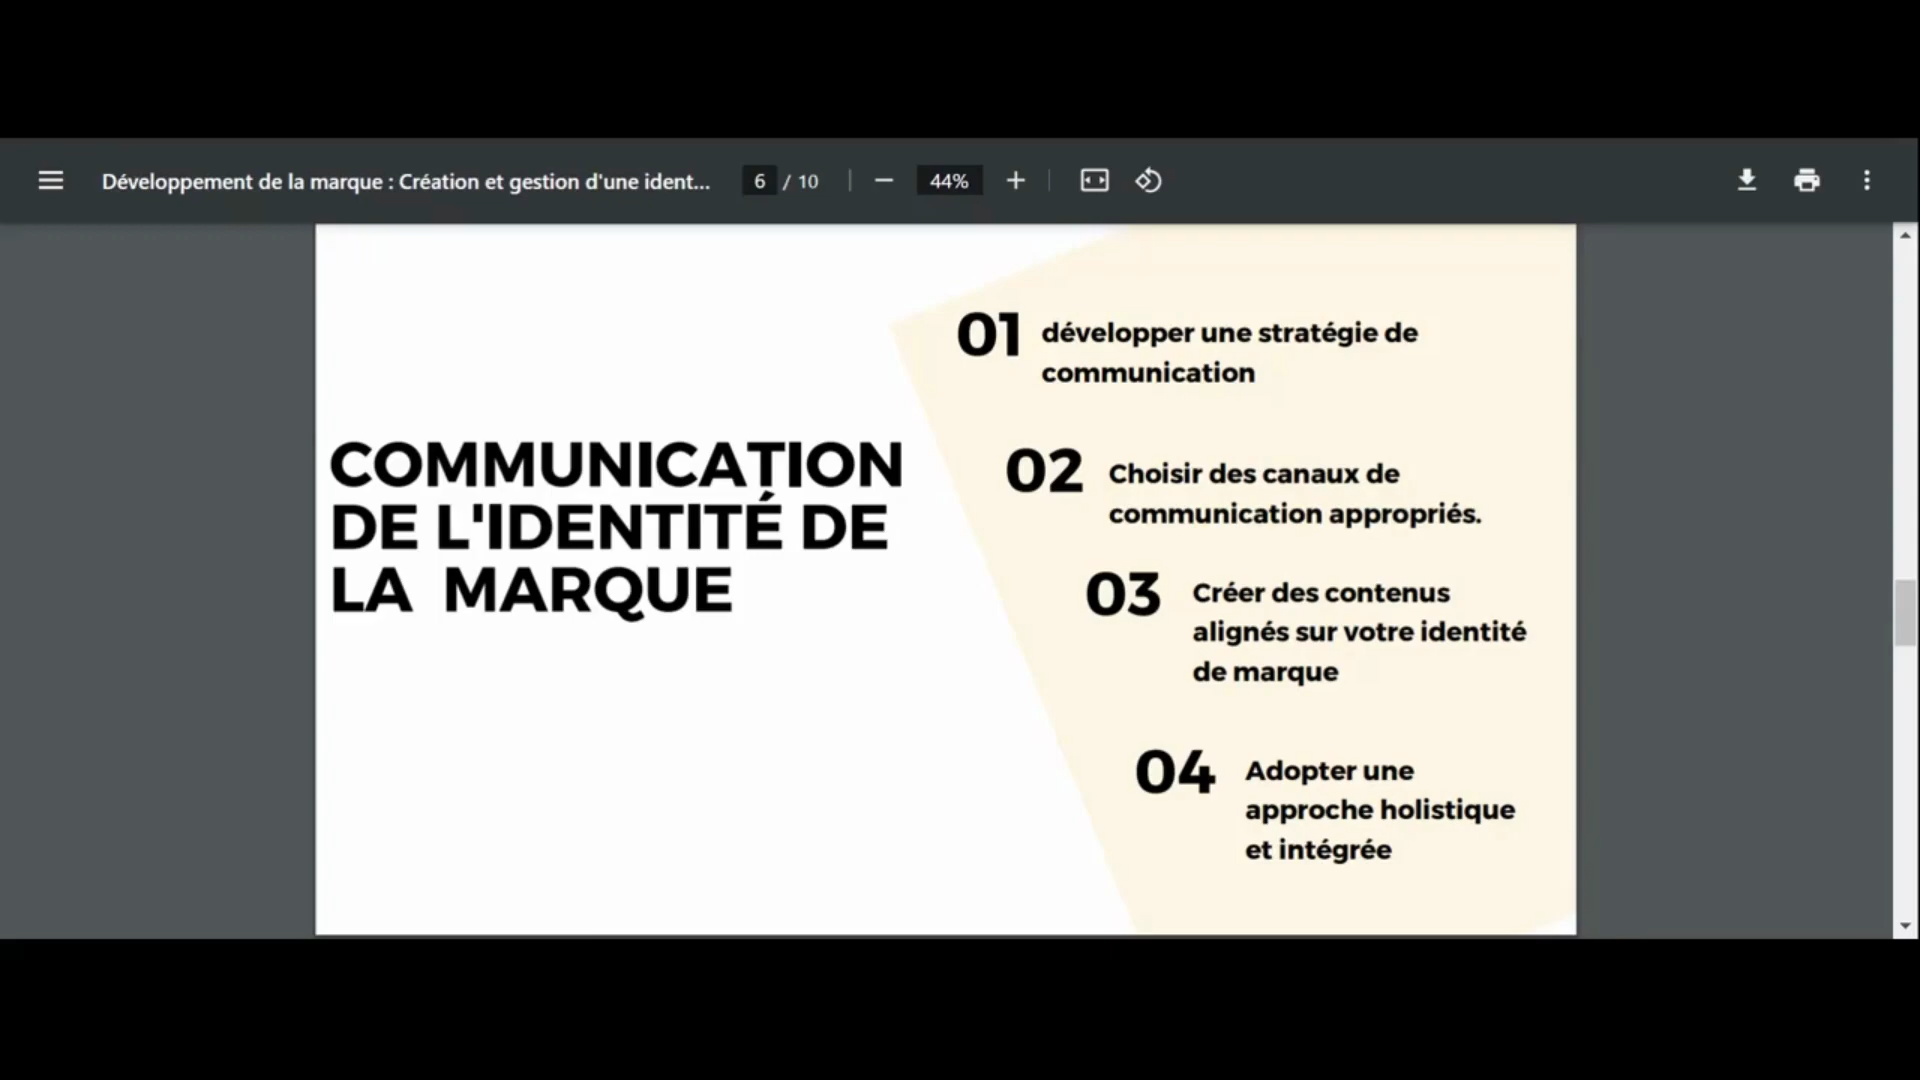 Développement de la marque : Création et gestion d'une ident...
6 / 10
44%
COMMUNICATION
DE L'IDENTITÉ DE
LA MARQUE
01 développer une stratégie de
communication
02 Choisir des canaux de
communication appropriés.
03 Créer des contenus
alignés sur votre identité
de marque
04 Adopter une
approche holistique
et intégrée